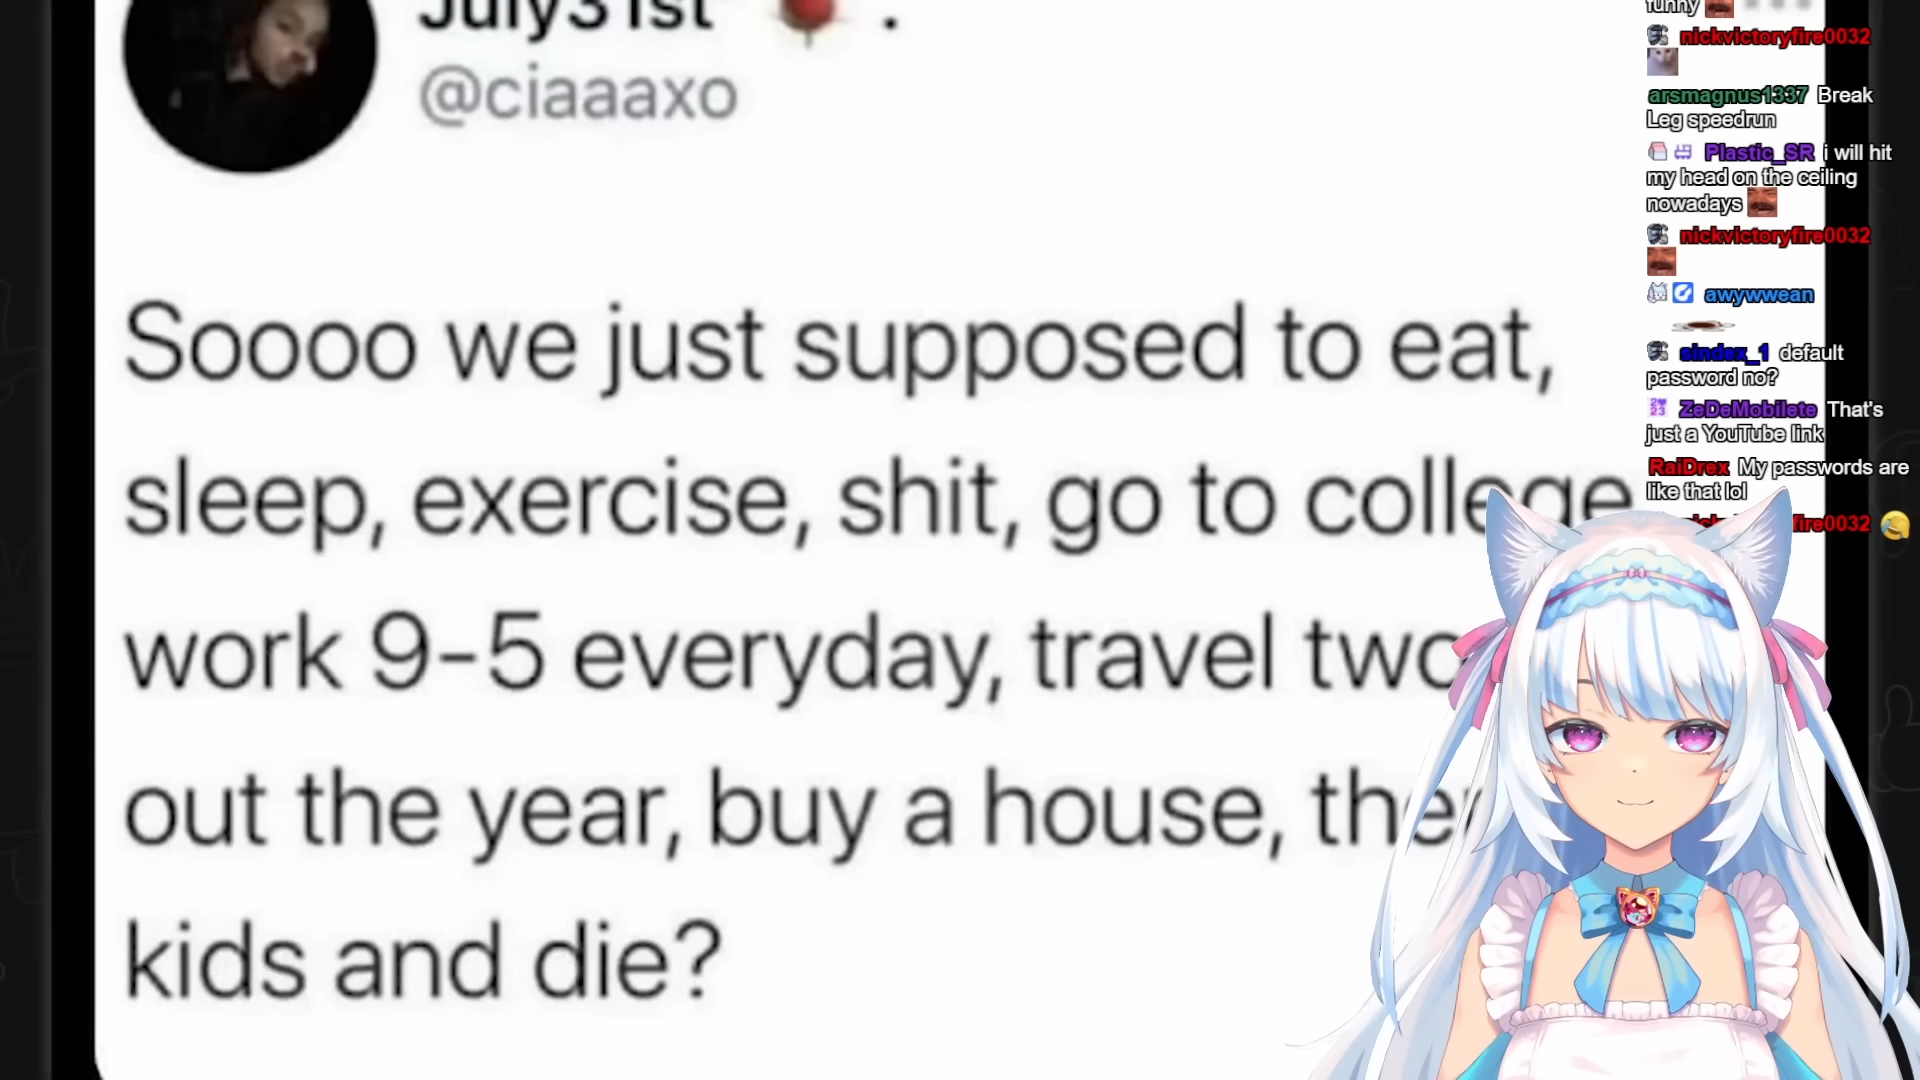 July31st .
@ciaaaxo
Soooo we just supposed to eat,
sleep, exercise, shit, go to college
work 9-5 everyday, travel two
out the year, buy a house, the
kids and die?
funny
nickvictoryfire0032
arsmagnus1337 Break
Leg speedrun
Plastic_SR i will hit
my head on the ceiling
nowadays
nickvictoryfire0032
awywwean
sindex_1 default
password no?
ZeDeMobilete That's
just a YouTube link
RaiDrex My passwords are
like that lol
fire0032